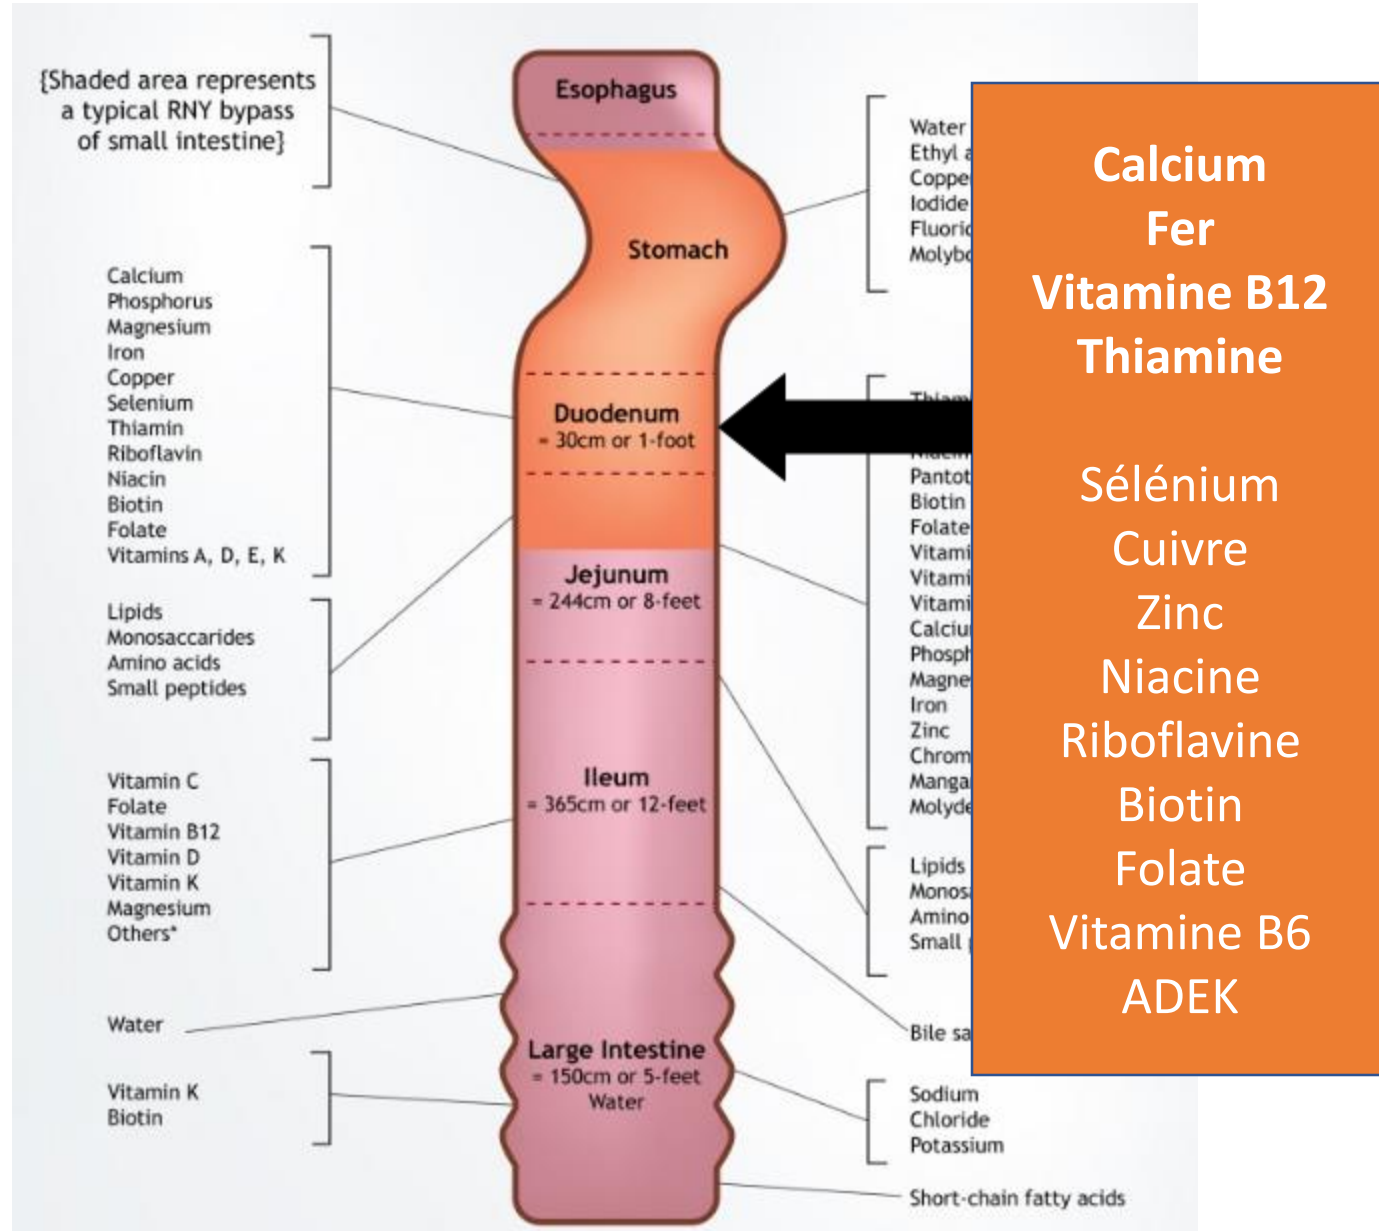 {Shaded area represents
a typical RNY bypass
of small intestine}
Calcium
Phosphorus
Magnesium
Iron
Copper
Selenium
Thiamin
Riboflavin
Niacin
Biotin
Folate
Vitamins A, D, E, K
Lipids
Monosaccarides
Amino acids
Small peptides
Vitamin C
Folate
Vitamin B12
Vitamin D
Vitamin K
Magnesium
Others*
Water
Vitamin K
Biotin
Esophagus
Stomach
Duodenum
= 30cm or 1-foot
Jejunum
= 244cm or 8-feet
Ileum
= 365cm or 12-feet
Large Intestine
= 150cm or 5-feet
Water
Water
Ethyl
Iodide
Biotin
Folate
Iron
Zinc
Lipids
Amino
Small
Bile
Sodium
Chloride
Potassium
Short-chain fatty acids
Calcium
Fer
Vitamine B12
Thiamine
Sélénium
Cuivre
Zinc
Niacine
Riboflavine
Biotin
Folate
Vitamine B6
ADEK